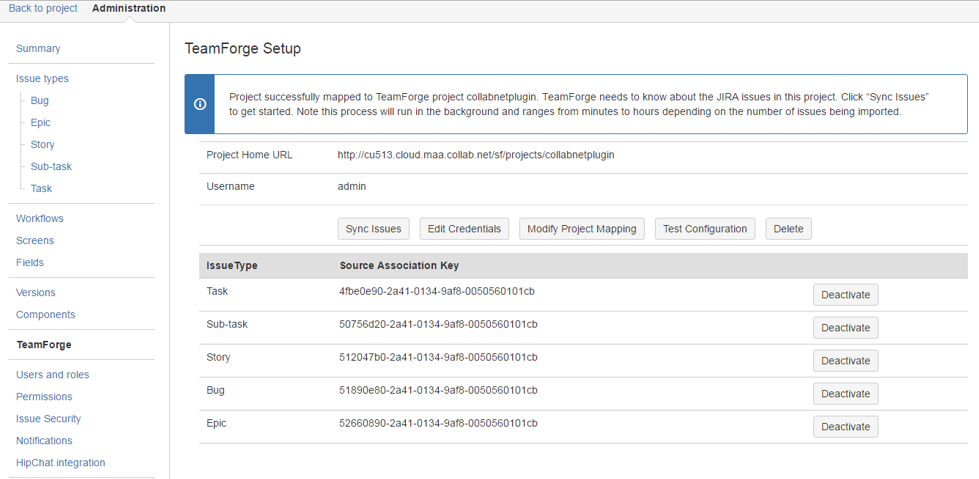 Back to project Administration
Summary
Issue types
Bug
Epic
Story
Sub-task
Task
Workflows
Screens
Fields
Versions
Components
TeamForge
Users and roles
Permissions
Issue Security
Notifications
HipChat integration
TeamForge Setup
Project successfully mapped to TeamForge project collabnetplugin. TeamForge needs to know about the JIRA issues in this project. Click “Sync Issues”
to get started. Note this process will run in the background and ranges from minutes to hours depending on the number of issues being imported.
Project Home URL http://cu513.cloud.maa.collab.net/sf/projects/collabnetplugin
Username admin
Sync Issues Edit Credentials Modify Project Mapping Test Configuration Delete
IssueType Source Association Key
Task 4fbe0e90-2a41-0134-9af8-0050560101cb Deactivate
Sub-task 50756d20-2a41-0134-9af8-0050560101cb Deactivate
Story 512047b0-2a41-0134-9af8-0050560101cb Deactivate
Bug 51890e80-2a41-0134-9af8-0050560101cb Deactivate
Epic 52660890-2a41-0134-9af8-0050560101cb Deactivate